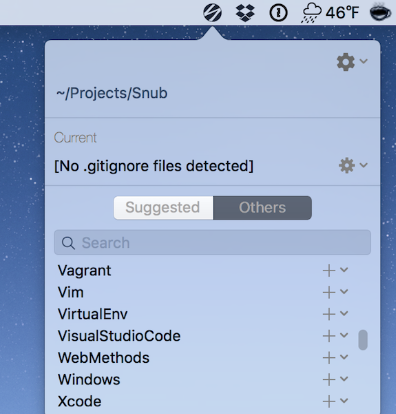 46°F
~/Projects/Snub
Current
[No .gitignore files detected]
Suggested Others
Search
Vagrant
Vim
VirtualEnv
VisualStudioCode
WebMethods
Windows
Xcode